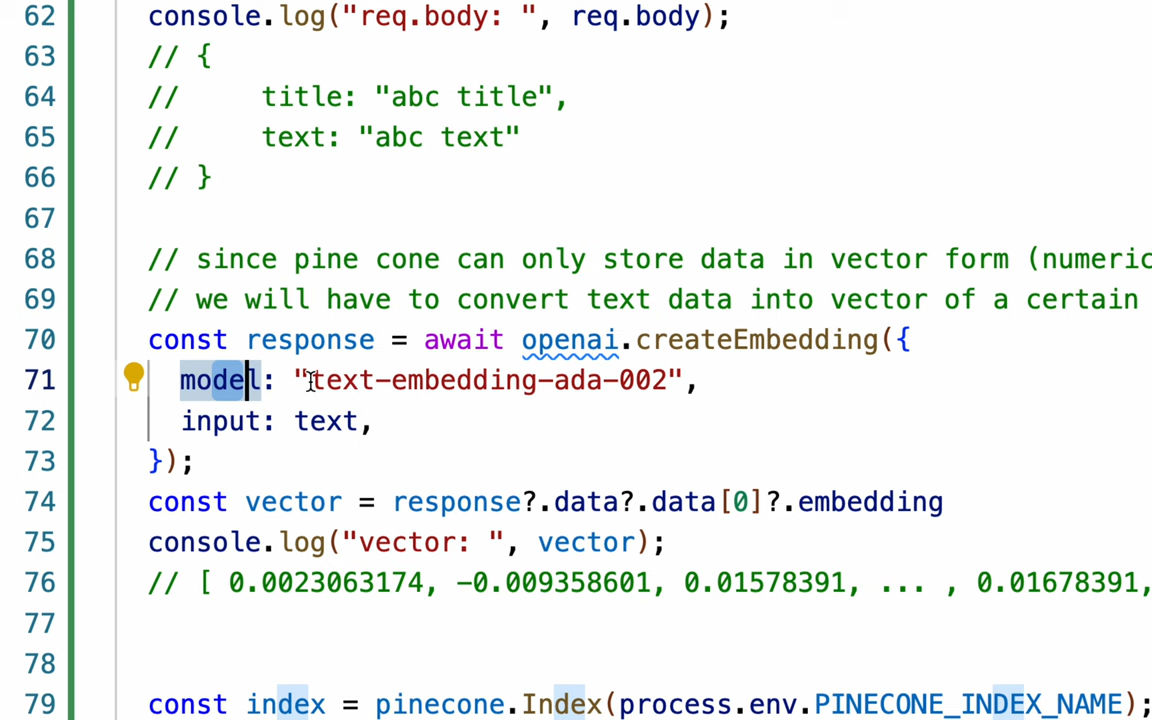 62 console.log("req.body: ", req.body);
63 // {
64 //     title: "abc title",
65 //     text: "abc text"
66 // }
67
68 // since pine cone can only store data in vector form (numeric
69 // we will have to convert text data into vector of a certain
70 const response = await openai.createEmbedding({
71 model: "text-embedding-ada-002",
72 input: text,
73 });
74 const vector = response?.data?.data[0]?.embedding
75 console.log("vector: ", vector);
76 // [ 0.0023063174, -0.009358601, 0.01578391, ... , 0.01678391,
77
78
79 const index = pinecone.Index(process.env.PINECONE_INDEX_NAME);